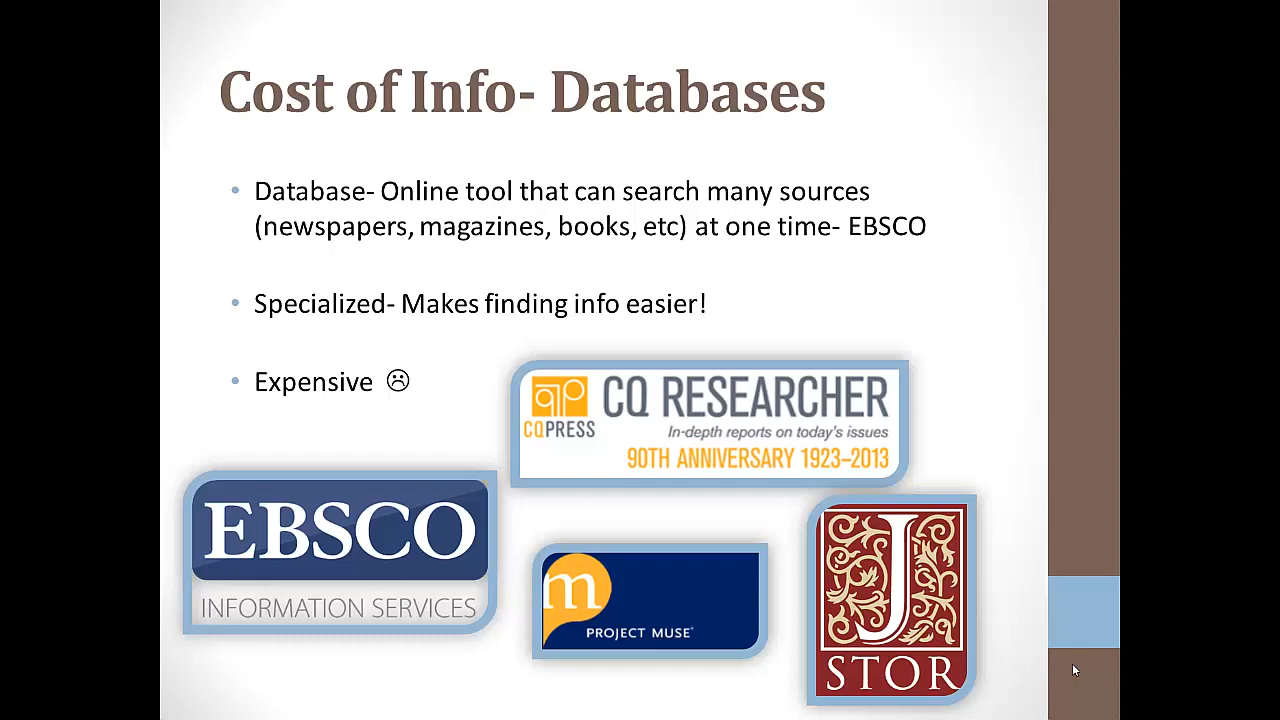 Cost of Info- Databases
• Database- Online tool that can search many sources
(newspapers, magazines, books, etc) at one time- EBSCO
• Specialized- Makes finding info easier!
• Expensive ☹
CQ RESEARCHER
CQPRESS
In-depth reports on today's issues
90TH ANNIVERSARY 1923–2013
EBSCO
INFORMATION SERVICES
m
PROJECT MUSE®
J
STOR